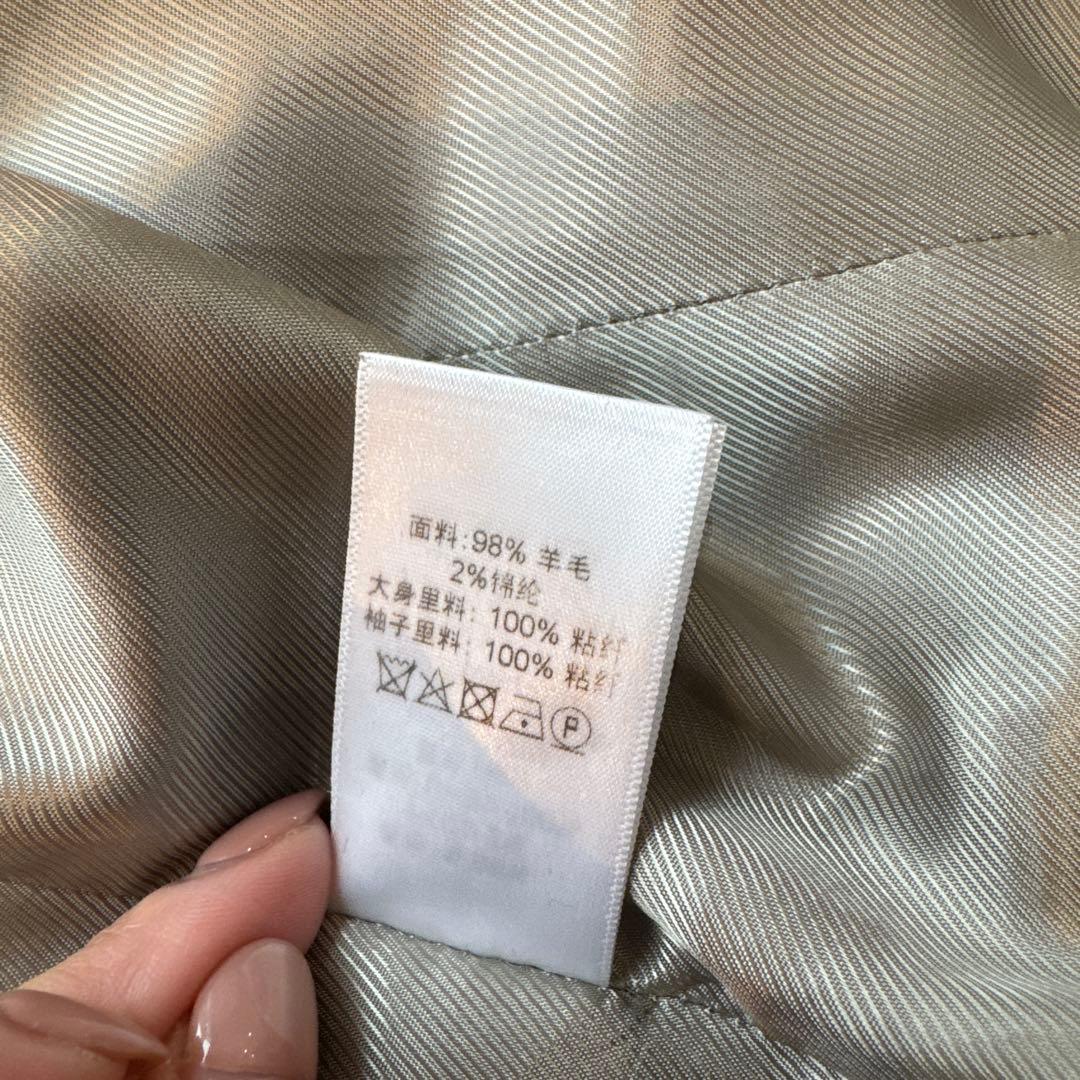 面料:98% 羊毛
2%锦纶
大身里料: 100% 粘纤
袖子里料: 100% 粘纤
P